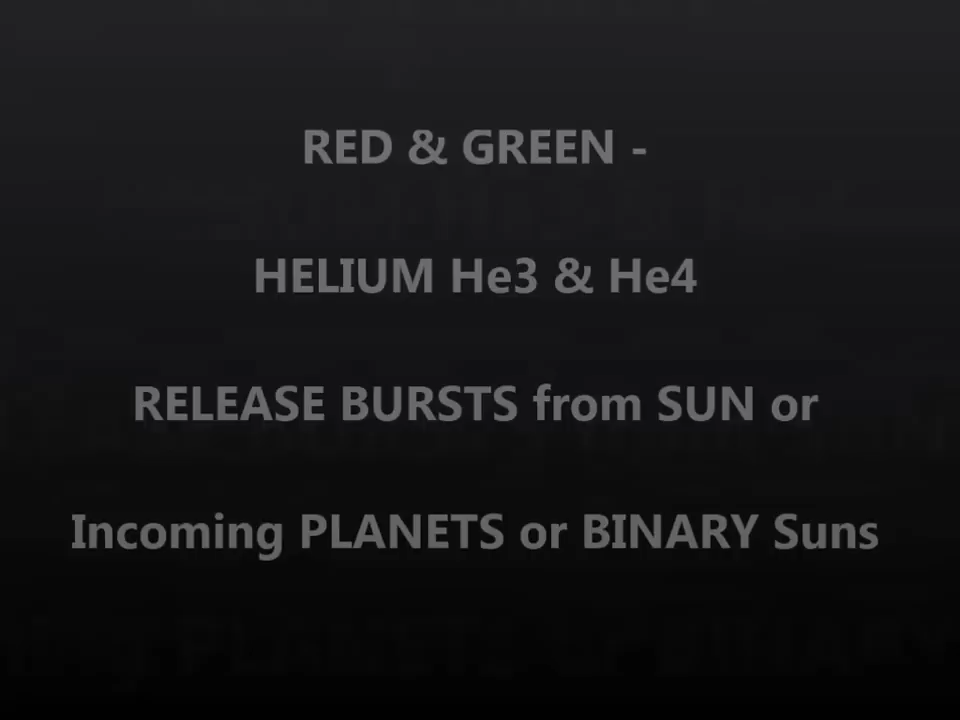 RED & GREEN -
HELIUM He3 & He4
RELEASE BURSTS from SUN or
Incoming PLANETS or BINARY Suns